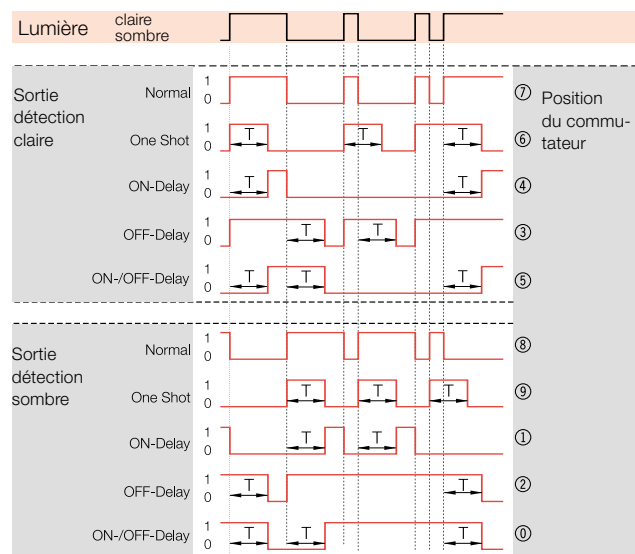 Lumière
claire
sombre
Sortie
détection
claire
Normal
1
0
⑦
Position
du commu-
tateur
One Shot
1
0
T
T
T
⑥
ON-Delay
1
0
T
T
④
OFF-Delay
1
0
T
T
③
ON-/OFF-Delay
1
0
T
T
T
⑤
Sortie
détection
sombre
Normal
1
0
⑧
One Shot
1
0
T
T
T
⑨
ON-Delay
1
0
T
T
①
OFF-Delay
1
0
T
T
②
ON-/OFF-Delay
1
0
T
T
T
⓪